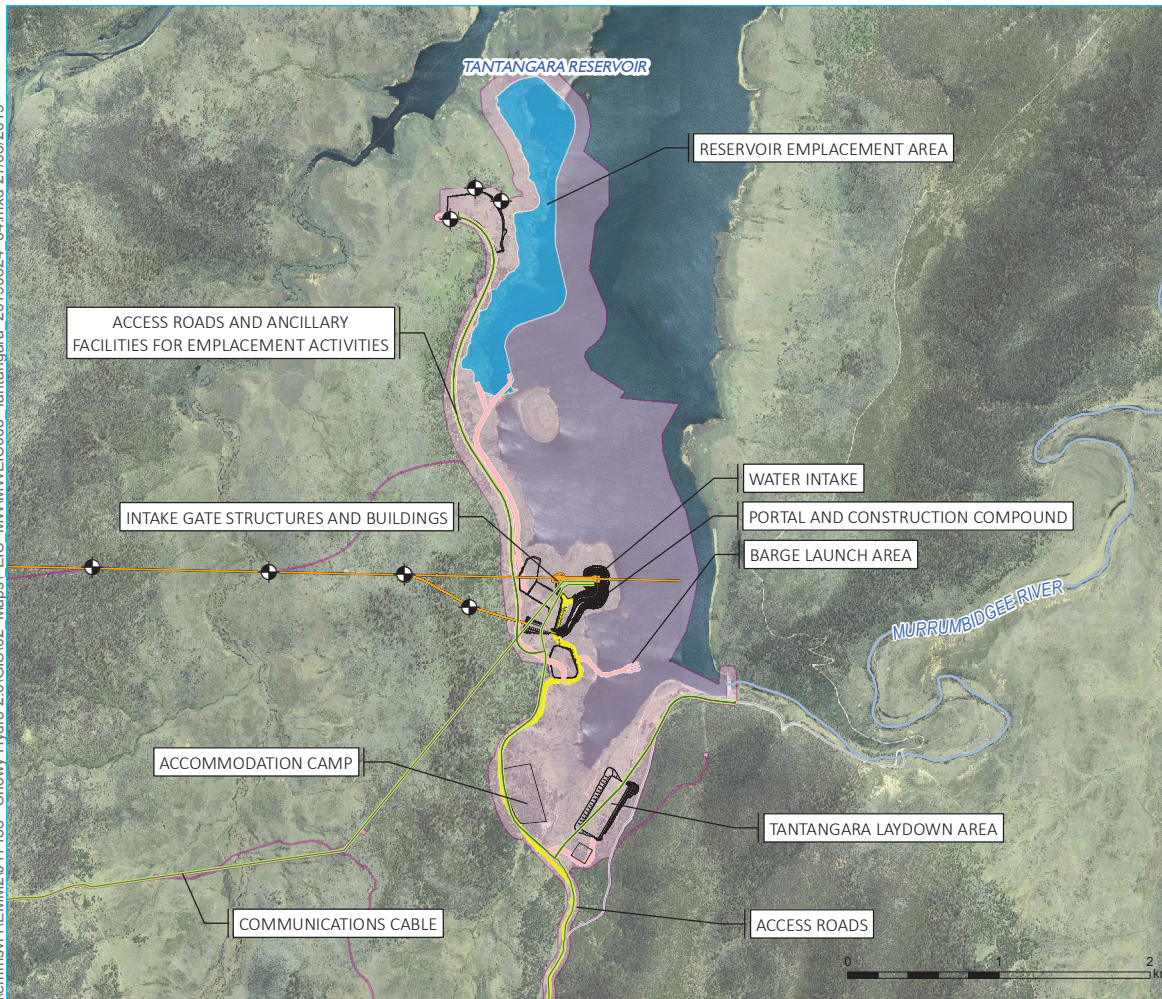 TANTANGARA RESERVOIR
RESERVOIR EMPLACEMENT AREA
ACCESS ROADS AND ANCILLARY
FACILITIES FOR EMPLACEMENT ACTIVITIES
WATER INTAKE
INTAKE GATE STRUCTURES AND BUILDINGS
PORTAL AND CONSTRUCTION COMPOUND
BARGE LAUNCH AREA
MURRUMBIDGEE RIVER
ACCOMMODATION CAMP
TANTANGARA LAYDOWN AREA
COMMUNICATIONS CABLE
ACCESS ROADS
0 1 2